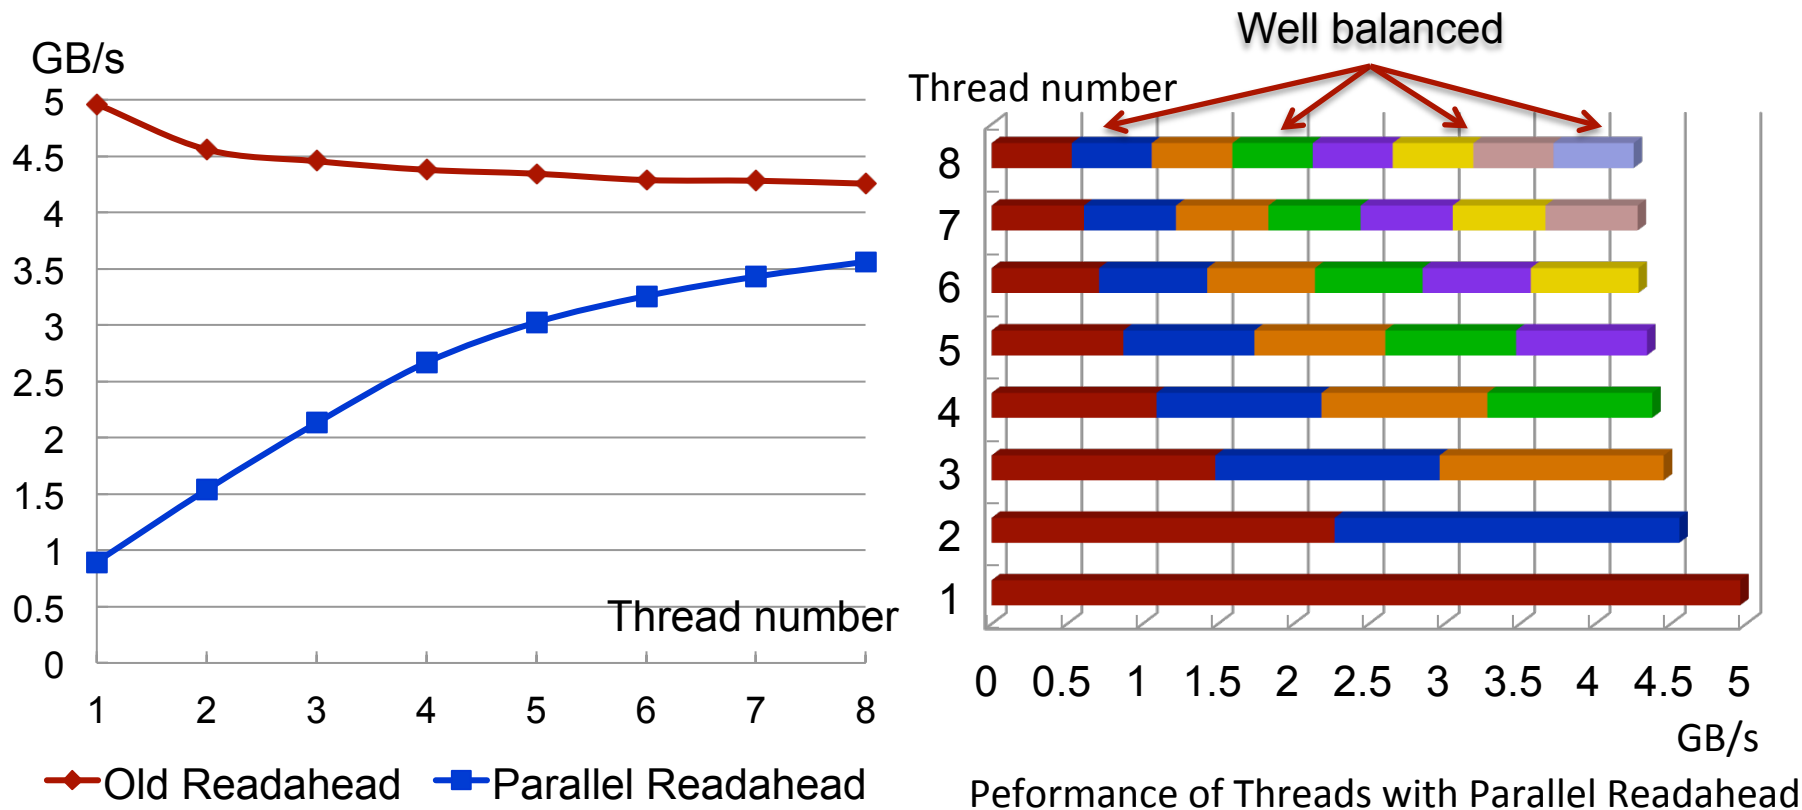 GB/s
5
4.5
4
3.5
3
2.5
2
1.5
1
0.5
0
Thread number
1 2 3 4 5 6 7 8
Old Readahead Parallel Readahead
Well balanced
Thread number
8
7
6
5
4
3
2
1
0 0.5 1 1.5 2 2.5 3 3.5 4 4.5 5
GB/s
Peformance of Threads with Parallel Readahead